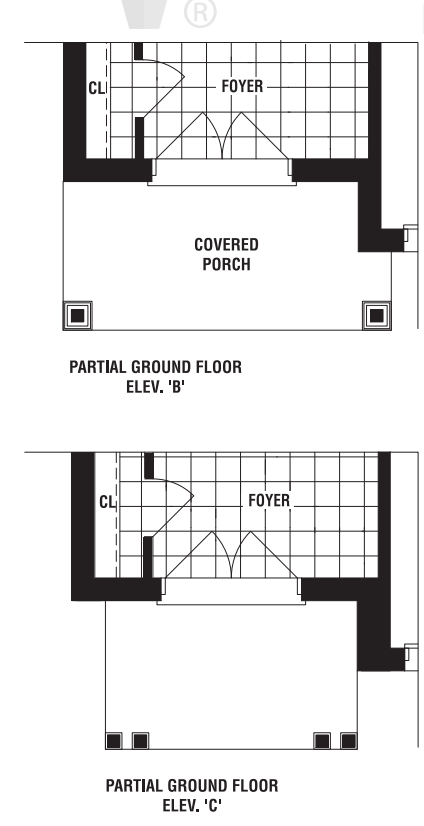 ®
CL
FOYER
COVERED
PORCH
PARTIAL GROUND FLOOR
ELEV. 'B'
CL
FOYER
PARTIAL GROUND FLOOR
ELEV. 'C'